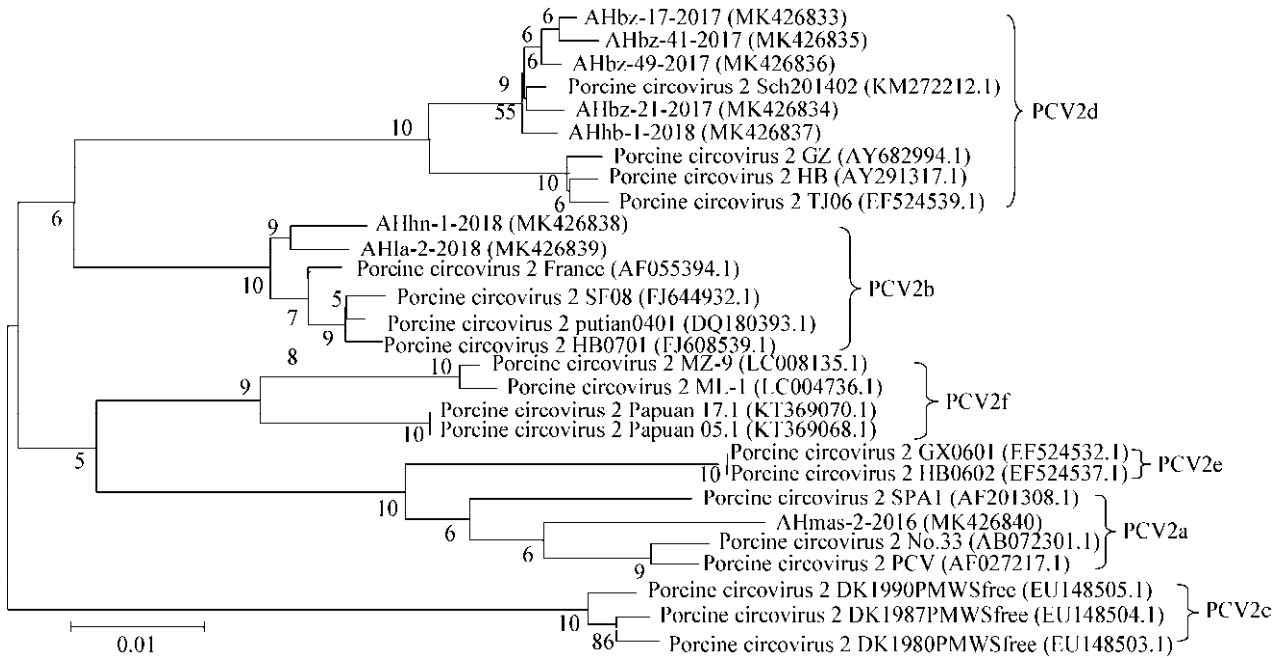 6 AHbz-17-2017 (MK426833)
AHbz-41-2017 (MK426835)
6 AHbz-49-2017 (MK426836)
9 Porcine circovirus 2 Sch201402 (KM272212.1)
55 AHbz-21-2017 (MK426834)
PCV2d
10 AHhb-1-2018 (MK426837)
Porcine circovirus 2 GZ (AY682994.1)
10 Porcine circovirus 2 HB (AY291317.1)
6 Porcine circovirus 2 TJ06 (EF524539.1)
6
9 AHhn-1-2018 (MK426838)
AHla-2-2018 (MK426839)
Porcine circovirus 2 France (AF055394.1)
10
PCV2b
5 Porcine circovirus 2 SF08 (FJ644932.1)
7 Porcine circovirus 2 putian0401 (DQ180393.1)
9 Porcine circovirus 2 HB0701 (FJ608539.1)
8
10 Porcine circovirus 2 MZ-9 (LC008135.1)
9 Porcine circovirus 2 ML-1 (LC004736.1)
PCV2f
Porcine circovirus 2 Papuan 17.1 (KT369070.1)
10 Porcine circovirus 2 Papuan 05.1 (KT369068.1)
5
Porcine circovirus 2 GX0601 (EF524532.1)
PCV2e
10 Porcine circovirus 2 HB0602 (EF524537.1)
10
Porcine circovirus 2 SPA1 (AF201308.1)
6 AHmas-2-2016 (MK426840)
PCV2a
6 Porcine circovirus 2 No.33 (AB072301.1)
9 Porcine circovirus 2 PCV (AF027217.1)
Porcine circovirus 2 DK1990PMWSfree (EU148505.1)
10 Porcine circovirus 2 DK1987PMWSfree (EU148504.1)
PCV2c
86 Porcine circovirus 2 DK1980PMWSfree (EU148503.1)
0.01